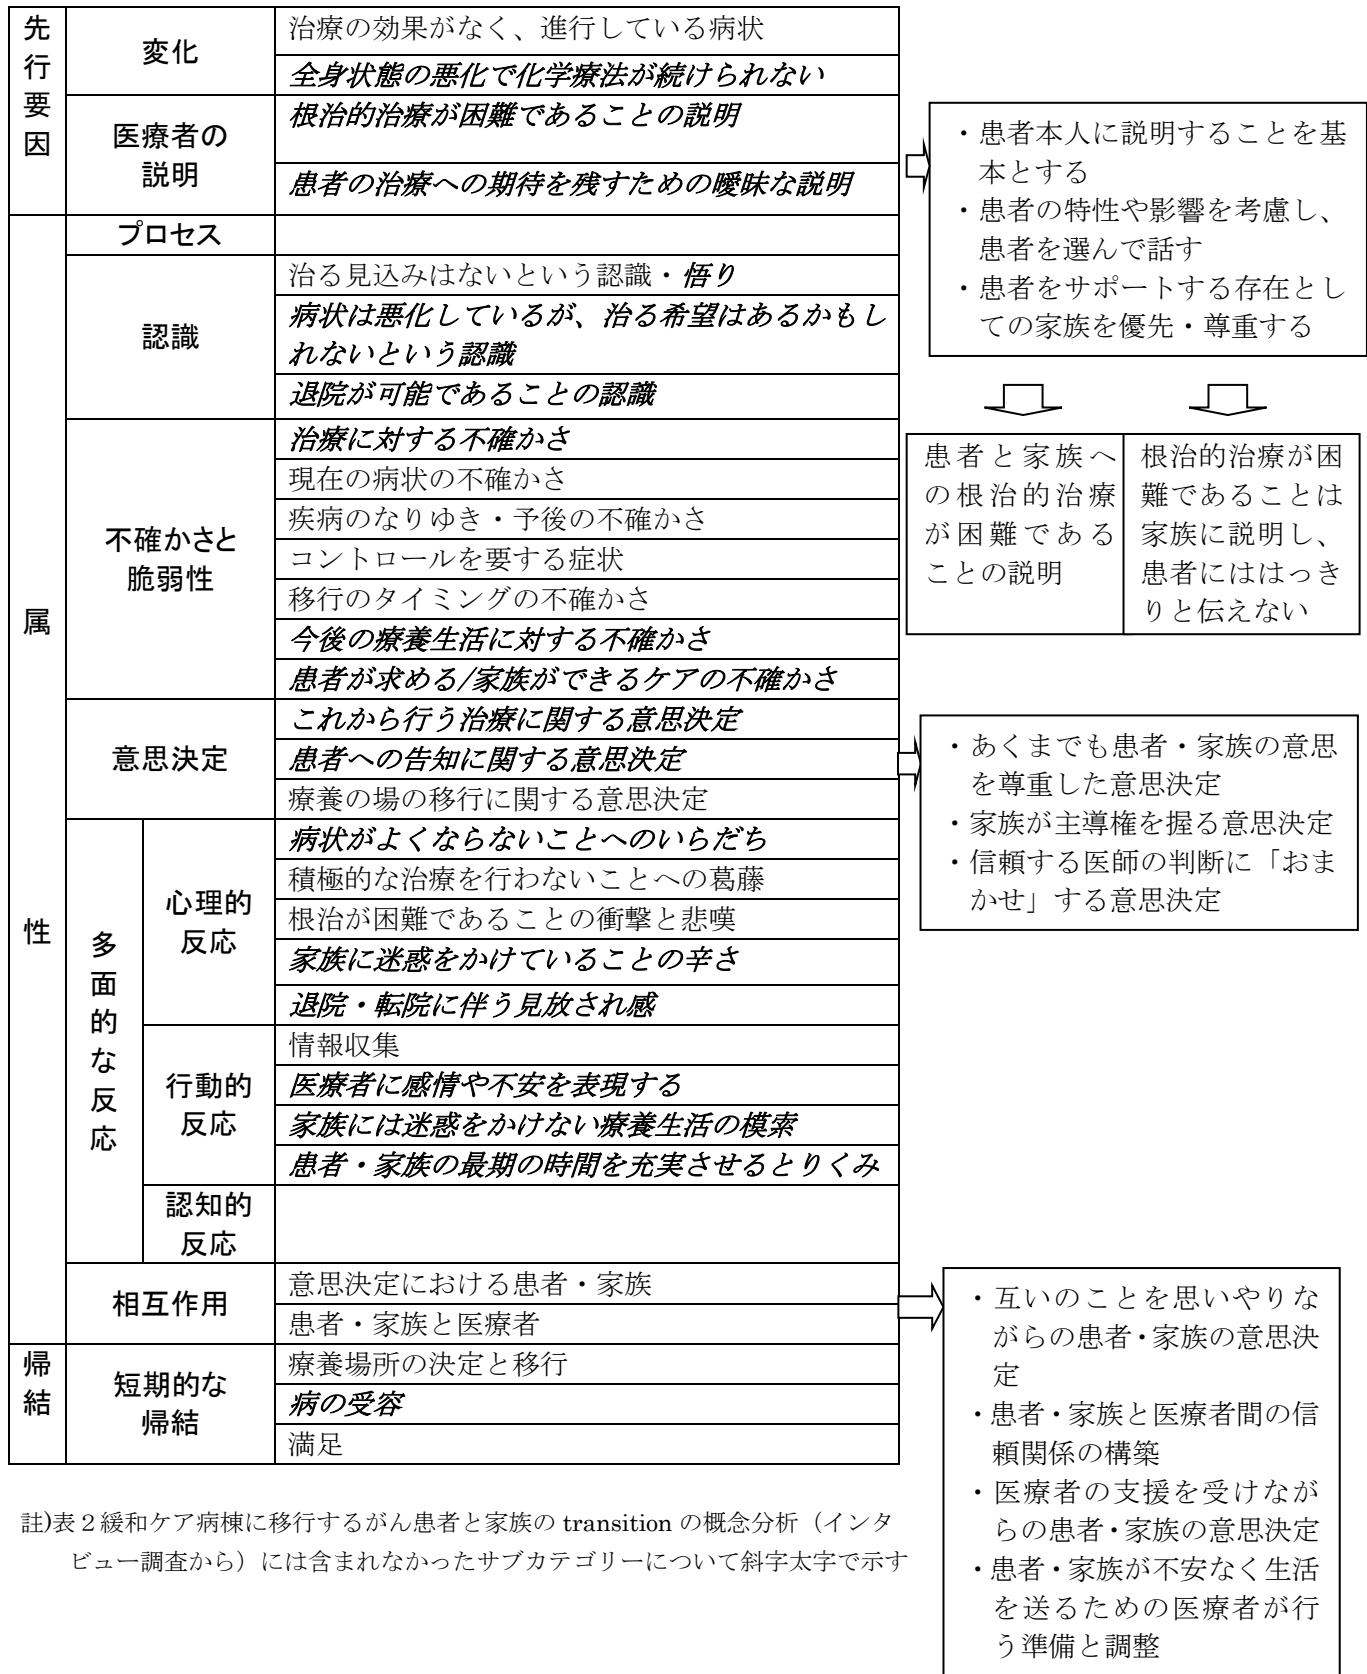 先行要因
変化
治療の効果がなく、進行している病状
全身状態の悪化で化学療法が続けられない
医療者の
説明
根治的治療が困難であることの説明
患者の治療への期待を残すための曖昧な説明
・患者本人に説明することを基
本とする
・患者の特性や影響を考慮し、
患者を選んで話す
・患者をサポートする存在とし
ての家族を優先・尊重する
患者と家族へ
の根治的治療
が困難である
ことの説明
根治的治療が困
難であることは
家族に説明し、
患者にははっき
りと伝えない
属性
プロセス
認識
治る見込みはないという認識・悟り
病状は悪化しているが、治る希望はあるかもし
れないという認識
退院が可能であることの認識
不確かさと
脆弱性
治療に対する不確かさ
現在の病状の不確かさ
疾病のなりゆき・予後の不確かさ
コントロールを要する症状
移行のタイミングの不確かさ
今後の療養生活に対する不確かさ
患者が求める/家族ができるケアの不確かさ
意思決定
これから行う治療に関する意思決定
患者への告知に関する意思決定
療養の場の移行に関する意思決定
・あくまでも患者・家族の意思
を尊重した意思決定
・家族が主導権を握る意思決定
・信頼する医師の判断に「おま
かせ」する意思決定
多面的な反応
心理的
反応
病状がよくならないことへのいらだち
積極的な治療を行わないことへの葛藤
根治が困難であることの衝撃と悲嘆
家族に迷惑をかけていることの辛さ
退院・転院に伴う見放され感
行動的
反応
情報収集
医療者に感情や不安を表現する
家族には迷惑をかけない療養生活の模索
患者・家族の最期の時間を充実させるとりくみ
認知的
反応
相互作用
意思決定における患者・家族
患者・家族と医療者
・互いのことを思いやりな
がらの患者・家族の意思決
定
・患者・家族と医療者間の信
頼関係の構築
・医療者の支援を受けなが
らの患者・家族の意思決定
・患者・家族が不安なく生活
を送るための医療者が行
う準備と調整
帰結
短期的な
帰結
療養場所の決定と移行
病の受容
満足
註)表２緩和ケア病棟に移行するがん患者と家族の transition の概念分析（インタ
ビュー調査から）には含まれなかったサブカテゴリーについて斜字太字で示す